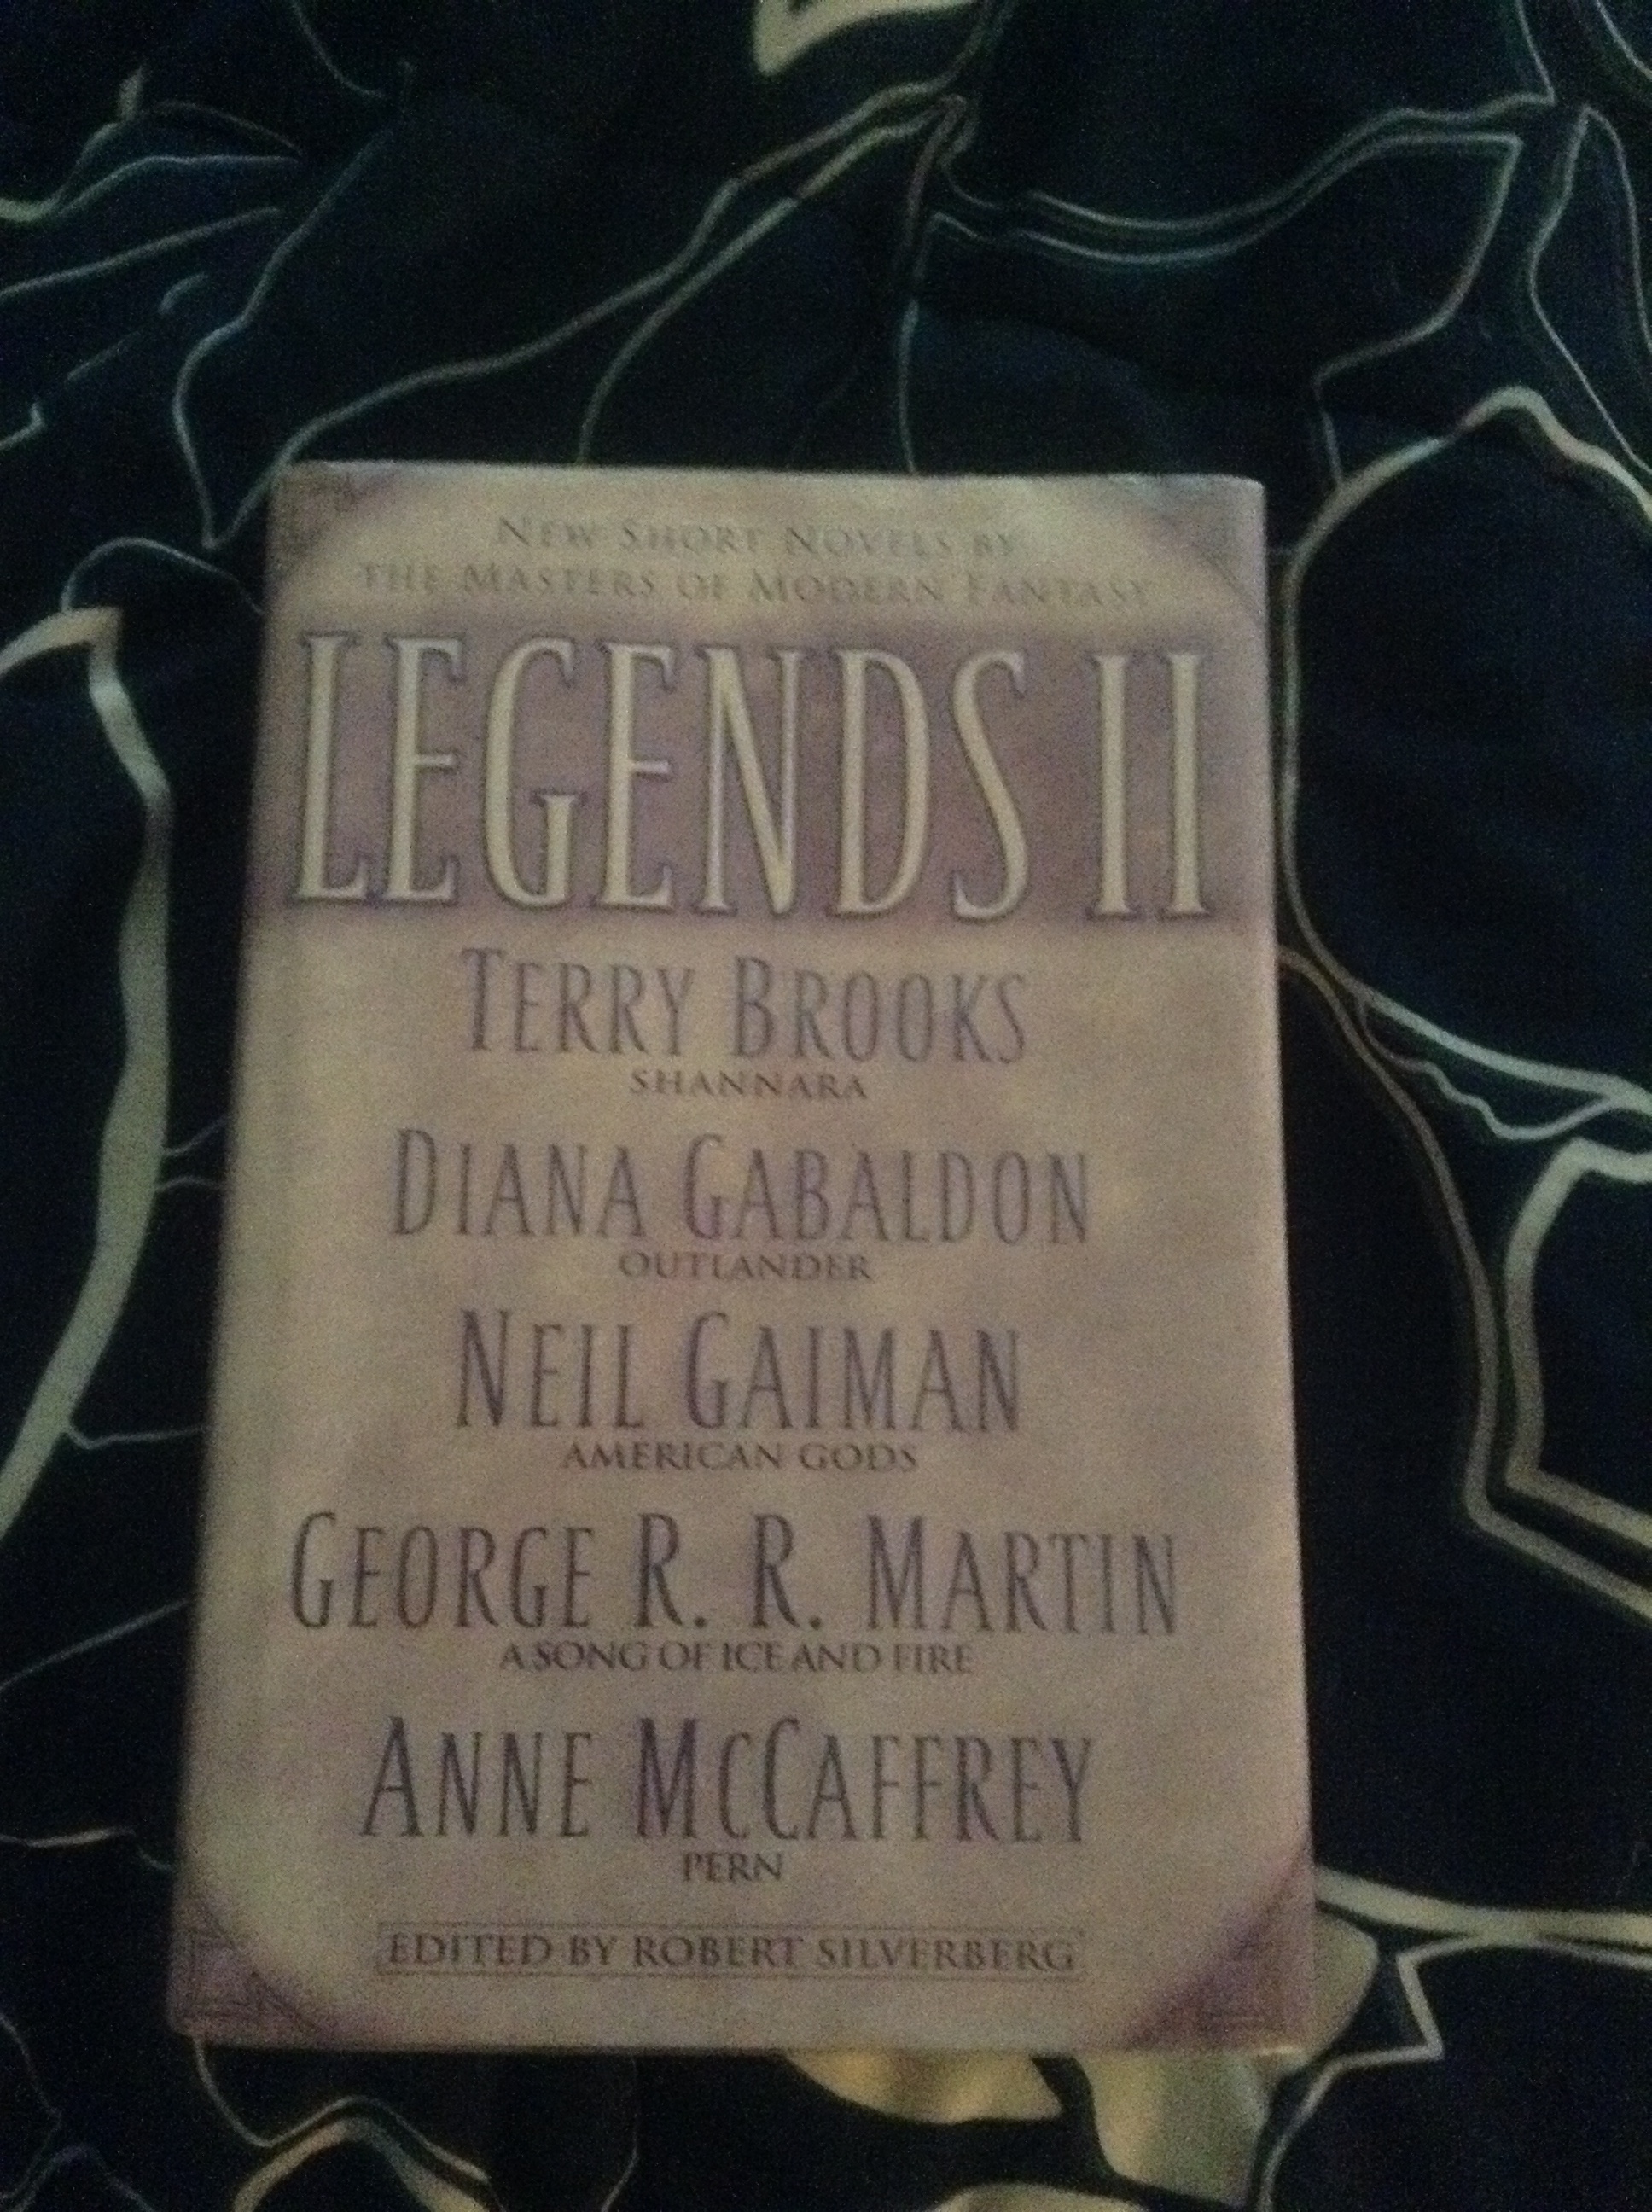 NEW SHORT NOVELS BY
THE MASTERS OF MODERN FANTASY
LEGENDS II
TERRY BROOKS
SHANNARA
DIANA GABALDON
OUTLANDER
NEIL GAIMAN
AMERICAN GODS
GEORGE R. R. MARTIN
A SONG OF ICE AND FIRE
ANNE MCCAFFREY
PERN
EDITED BY ROBERT SILVERBERG